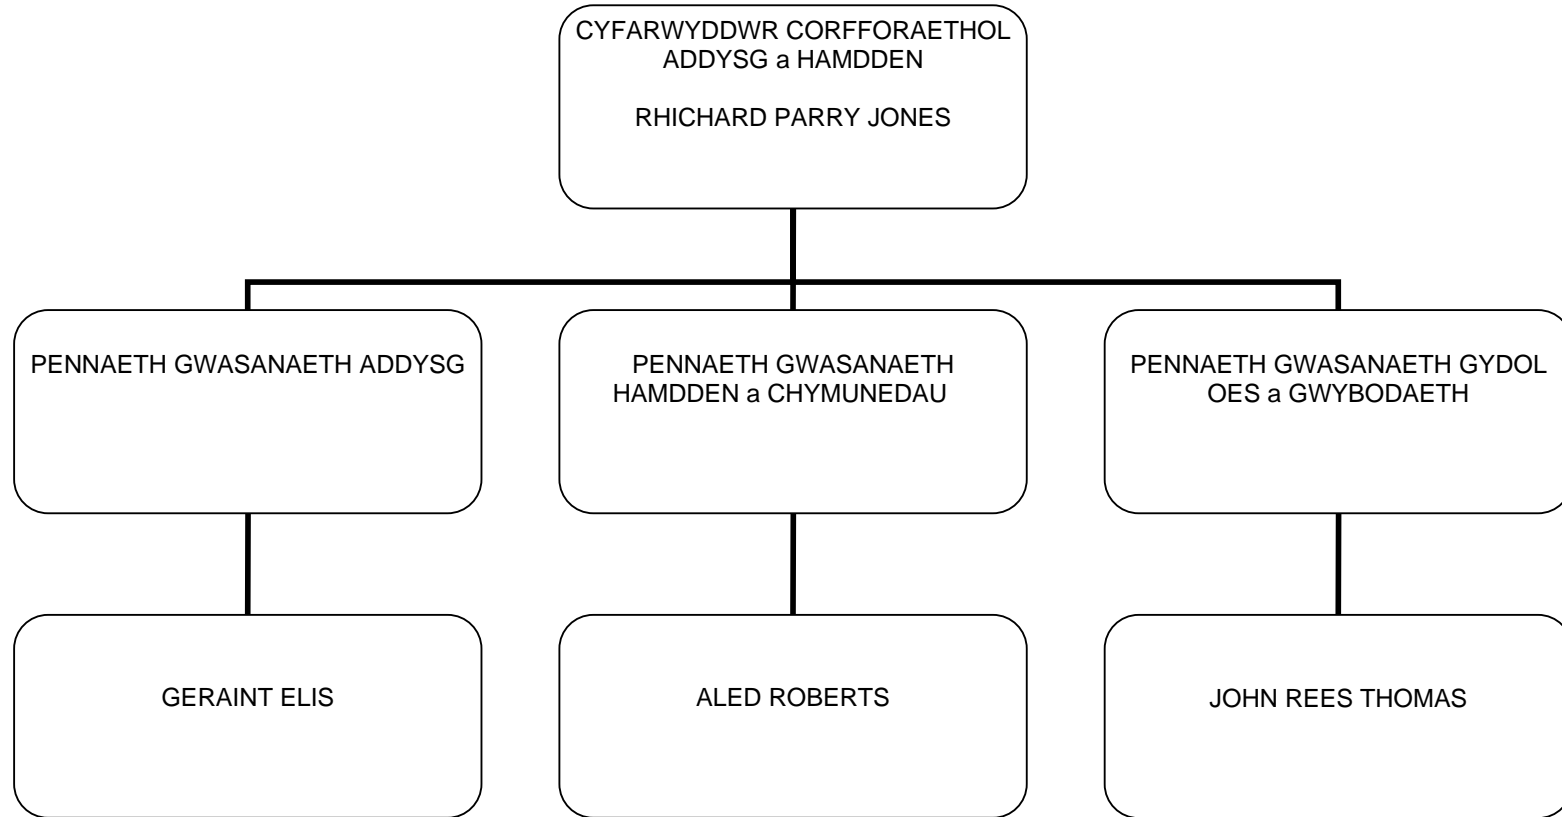 CYFARWYDDWR CORFFORAETHOL
ADDYSG a HAMDDEN
RHICHARD PARRY JONES
PENNAETH GWASANAETH ADDYSG
PENNAETH GWASANAETH
HAMDDEN a CHYMUNEDAU
PENNAETH GWASANAETH GYDOL
OES a GWYBODAETH
GERAINT ELIS
ALED ROBERTS
JOHN REES THOMAS